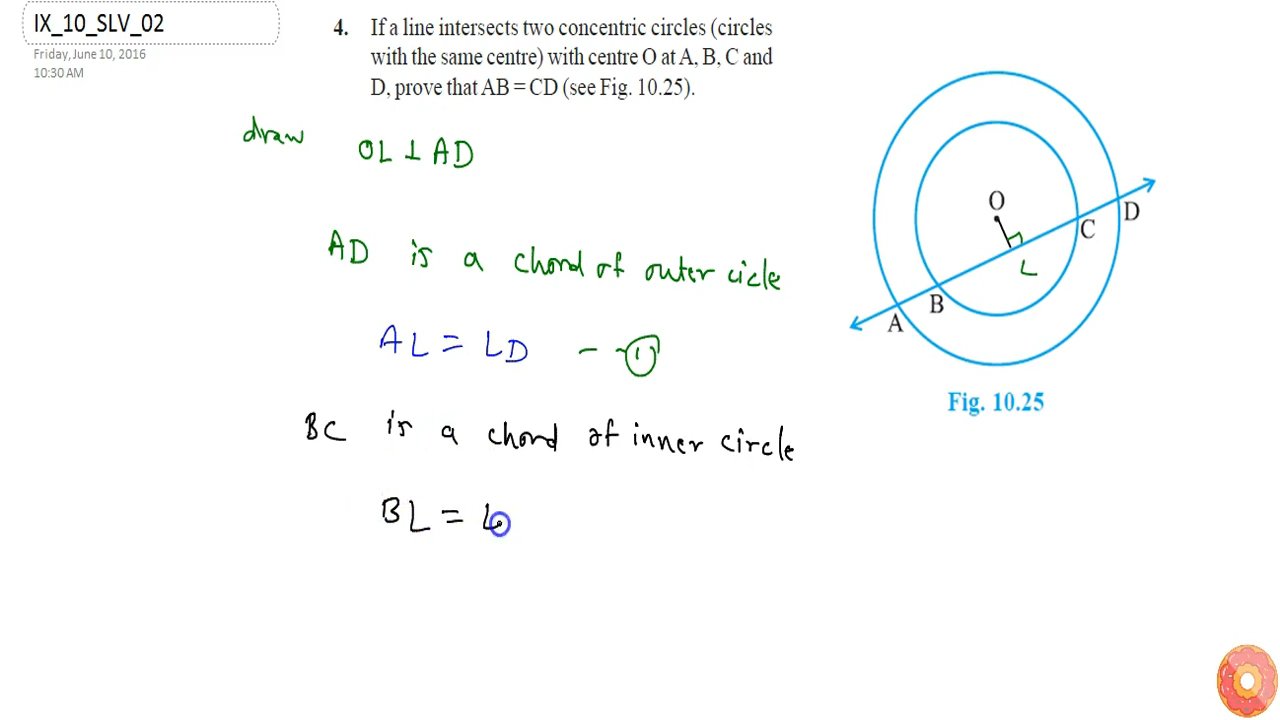 IX_10_SLV_02
Friday, June 10, 2016
10:30 AM
4. If a line intersects two concentric circles (circles
with the same centre) with centre O at A, B, C and
D, prove that AB = CD (see Fig. 10.25).
draw OL ⊥ AD
AD is a chord of outer cicle
AL = LD - ①
BC is a chord of inner circle
BL = L
O
D
C
L
B
A
Fig. 10.25